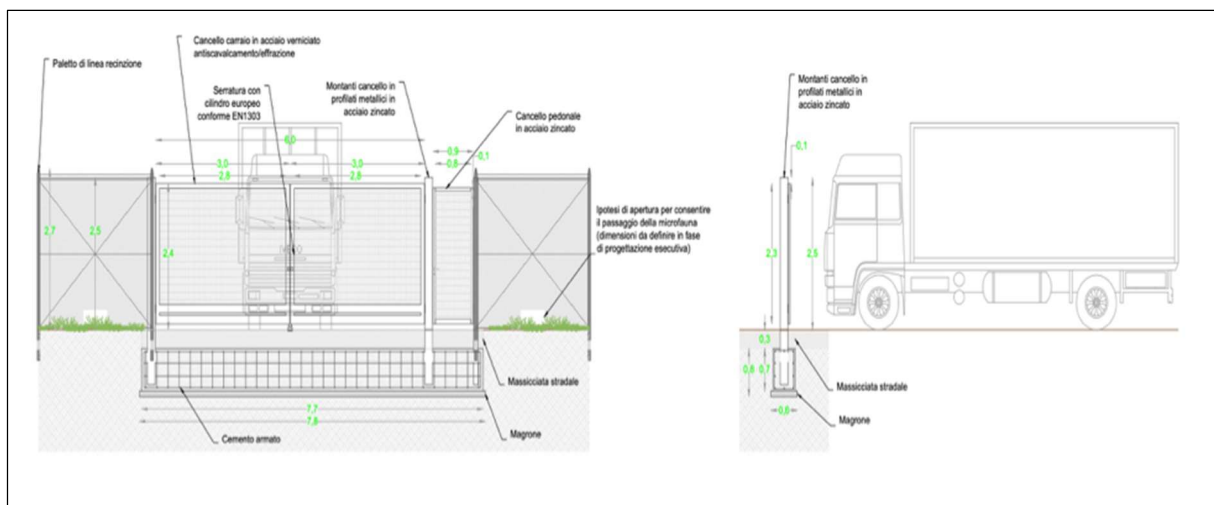 Cancello carraio in acciaio verniciato
antiscavalcamento/effrazione
Paletto di linea recinzione
Serratura con
cilindro europeo
conforme EN1303
Montanti cancello in
profilati metallici in
acciaio zincato
Cancello pedonale
in acciaio zincato
6,0
3,0
3,0
2,8
2,8
0,9
0,8
0,1
2,7
2,5
2,4
Ipotesi di apertura per consentire
il passaggio della microfauna
(dimensioni da definire in fase
di progettazione esecutiva)
Massicciata stradale
7,7
7,8
Cemento armato
Magrone
Montanti cancello in
profilati metallici in
acciaio zincato
0,1
2,3
2,5
0,3
0,7
Massicciata stradale
Magrone